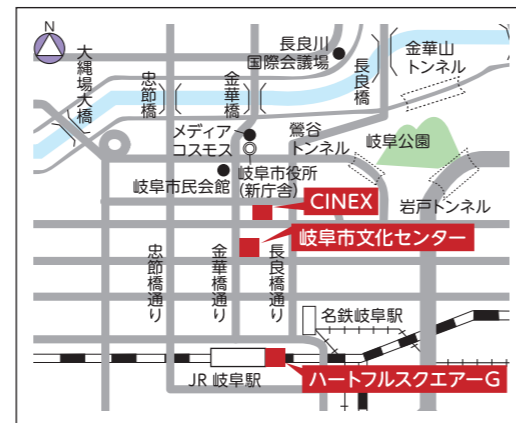 N
長良川
国際会議場
金華山
トンネル
大縄場大橋
忠節橋
金華橋
長良橋
メディア
コスモス
鶯谷
トンネル
岐阜公園
岐阜市民会館
岐阜市役所
(新庁舎)
CINEX
岩戸トンネル
岐阜市文化センター
忠節橋通り
金華橋通り
長良橋通り
名鉄岐阜駅
JR 岐阜駅
ハートフルスクエアーG